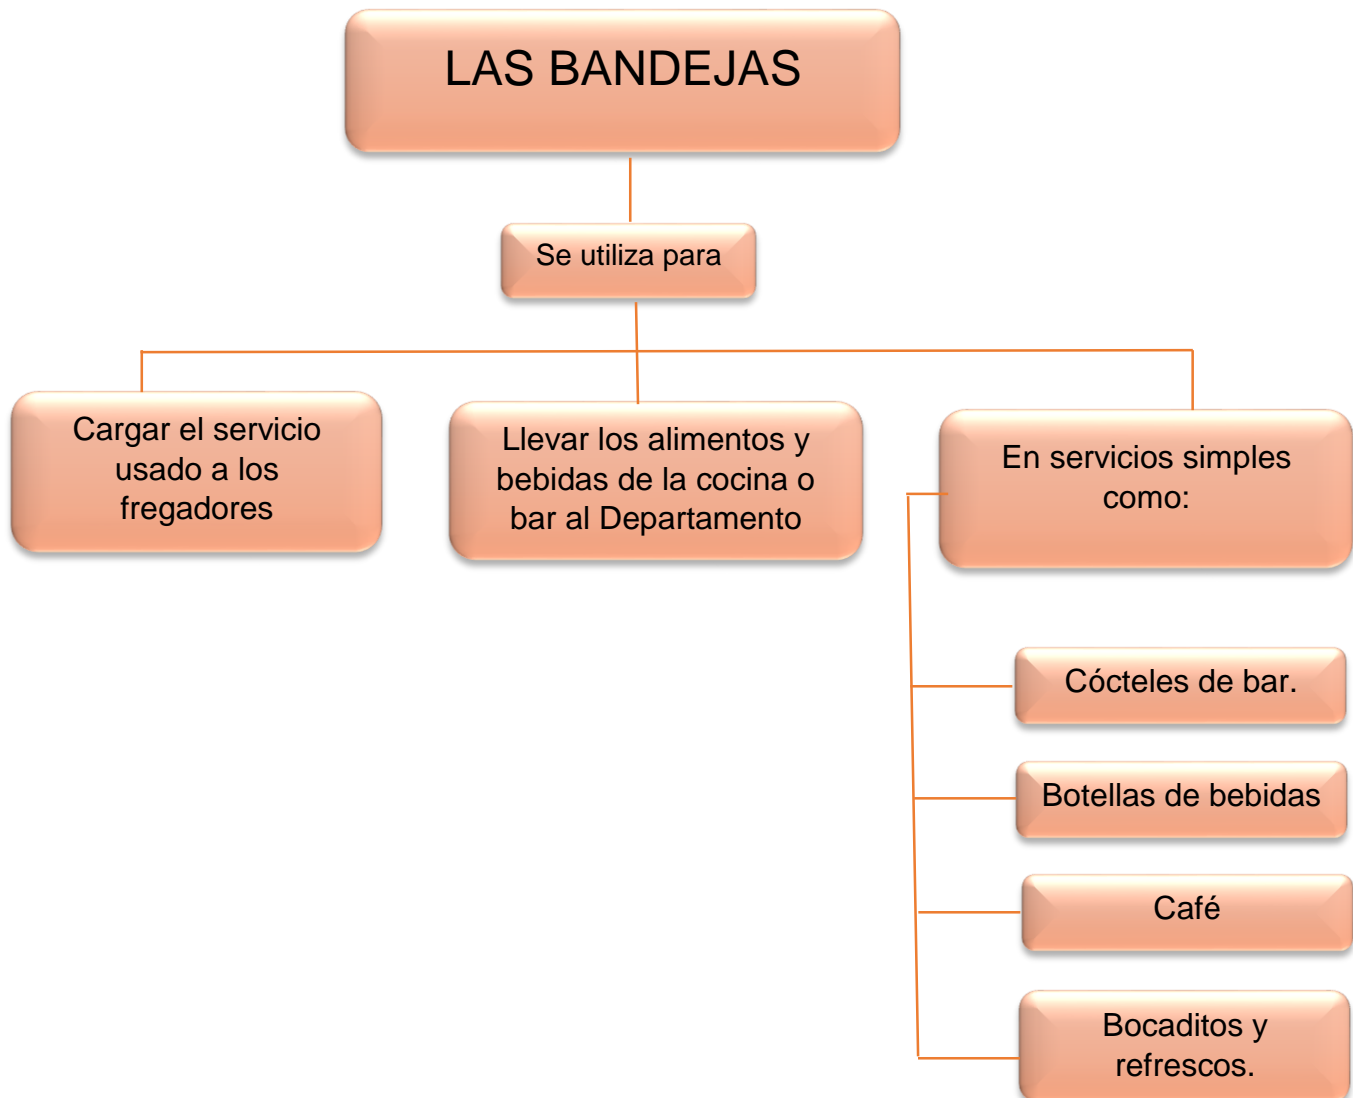 LAS BANDEJAS
Se utiliza para
Cargar el servicio
usado a los
fregadores
Llevar los alimentos y
bebidas de la cocina o
bar al Departamento
En servicios simples
como:
Cócteles de bar.
Botellas de bebidas
Café
Bocaditos y
refrescos.